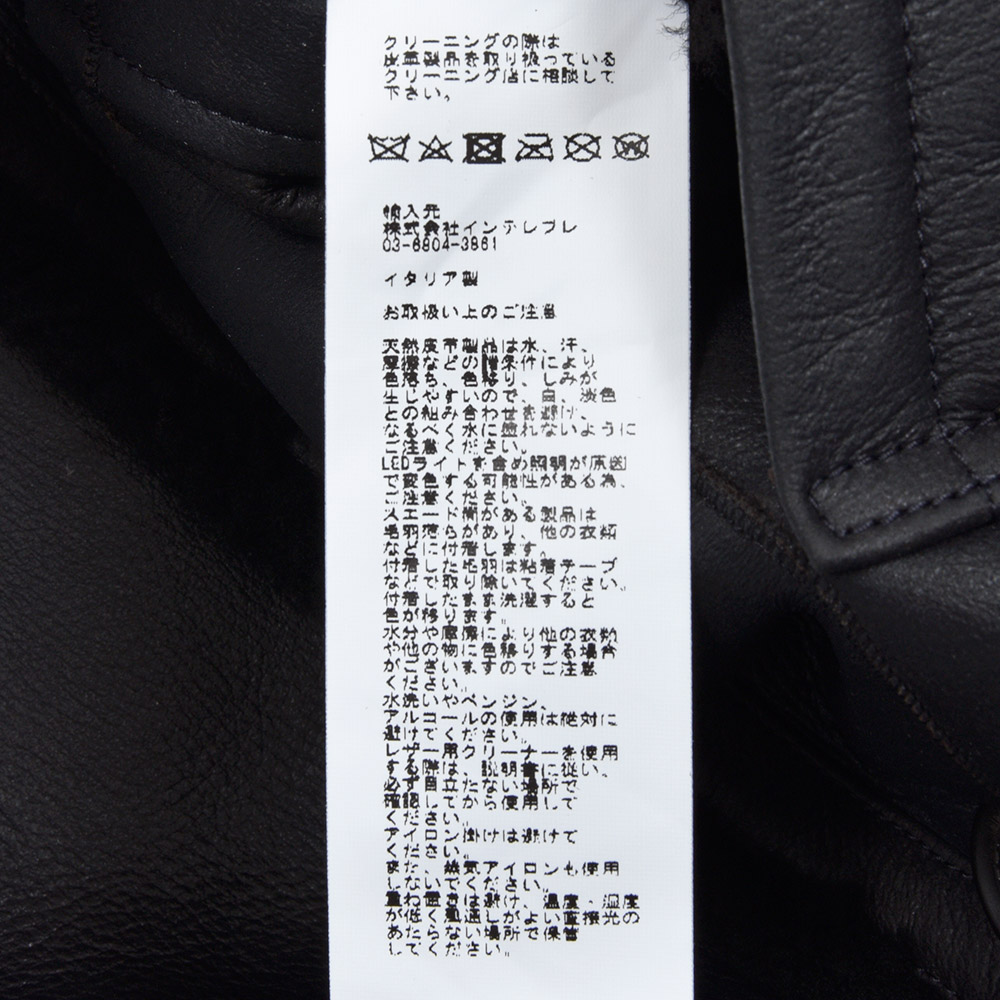 クリーニングの際は
皮革製品を取り扱っている
クリーニング店に相談して
下さい。
輸入元
株式会社インテレプレ
03-6804-3861
イタリア製
お取扱い上のご注意
天然皮革製品は水、汗、
摩擦などの諸条件により
色落ち、色移り、しみが
生じやすいので、白、淡色
との組み合わせを避け、
なるべく水に濡れないように
ご注意ください。
LEDライトを含め照明が原因
で変色する可能性がある為、
ご注意ください。
スエード面がある製品は
毛羽落ちがあり、他の衣類
などに付着します。
付着した毛羽は粘着テープ
などで取り除いてください。
付着したまま洗濯すると
色が移ります。
水分や摩擦により他の衣類
や他の物に色移りする場合
がございますのでご注意
ください。
水洗いやベンジン、
アルコールの使用は絶対に
避けてください。
レザー用クリーナーを使用
する際は、説明書に従い、
必ず目立たない場所で
確認してから使用して
ください。
アイロン掛けは避けて
ください。
また、蒸気アイロンも使用
しないでください。
重ね置きは避け、温度・湿度
が低く風通しがよい直接光の
あたらない場所で保管
してください。